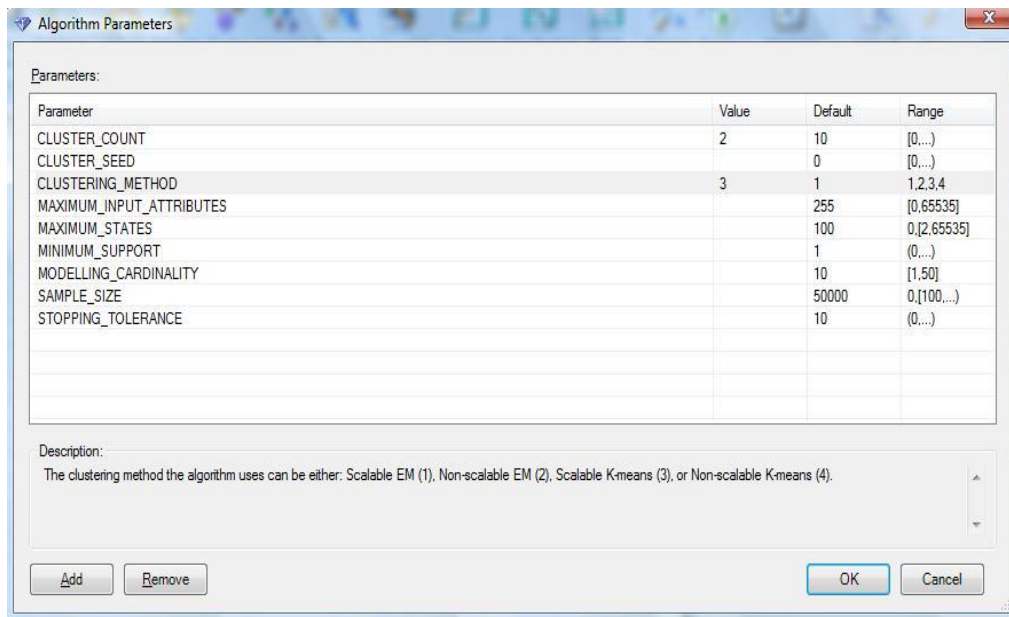 Algorithm Parameters
X
Parameters:
Parameter Value Default Range
CLUSTER_COUNT 2 10 [0,...)
CLUSTER_SEED 0 [0,...)
CLUSTERING_METHOD 3 1 1,2,3,4
MAXIMUM_INPUT_ATTRIBUTES 255 [0,65535]
MAXIMUM_STATES 100 0,[2,65535]
MINIMUM_SUPPORT 1 (0,...)
MODELLING_CARDINALITY 10 [1,50]
SAMPLE_SIZE 50000 0,[100,...)
STOPPING_TOLERANCE 10 (0,...)
Description:
The clustering method the algorithm uses can be either: Scalable EM (1), Non-scalable EM (2), Scalable K-means (3), or Non-scalable K-means (4).
Add Remove OK Cancel